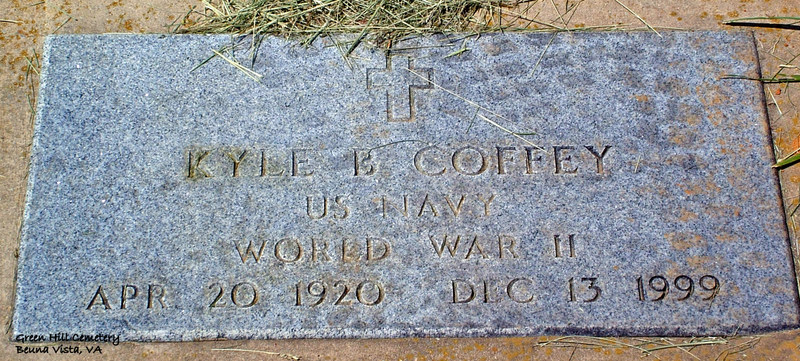 KYLE B COFFEY
US NAVY
WORLD WAR II
APR 20 1920 DEC 13 1999
Green Hill Cemetery
Beuna Vista, VA